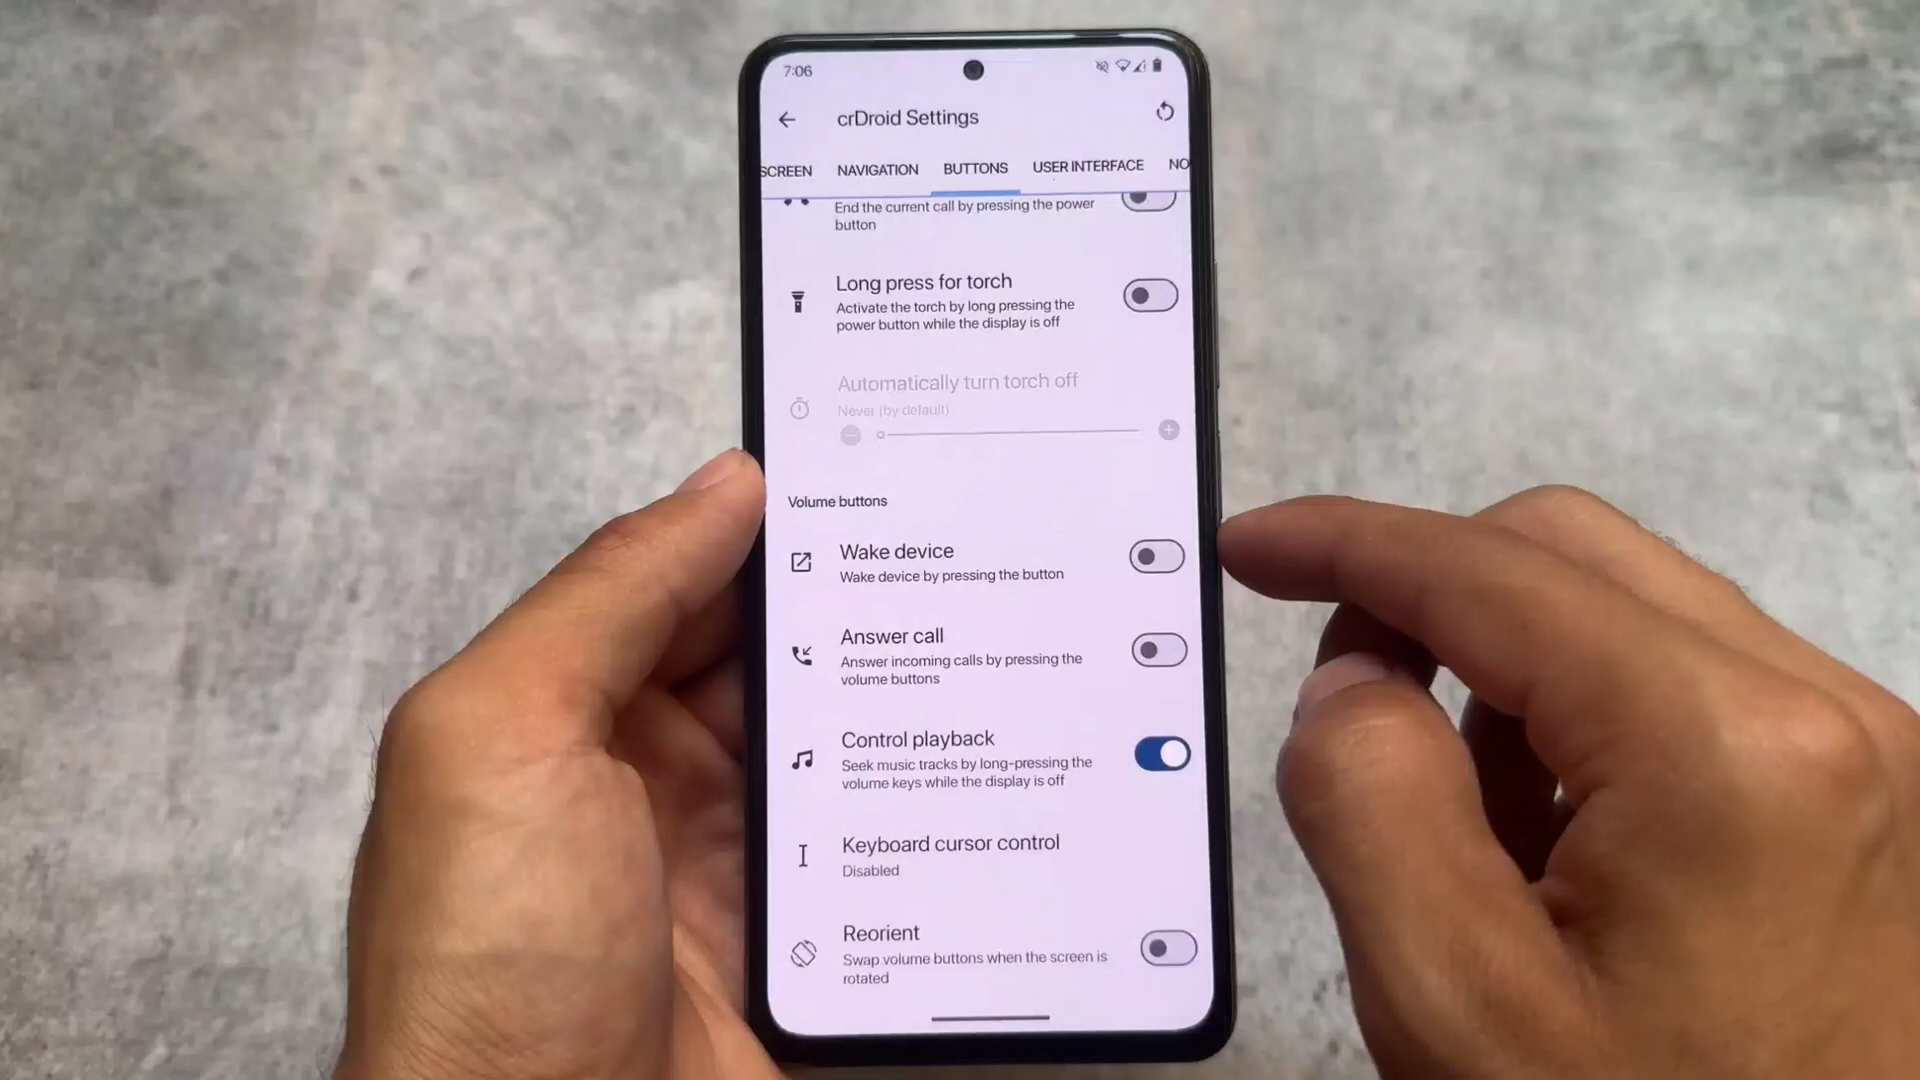 7:06
crDroid Settings
SCREEN NAVIGATION BUTTONS USER INTERFACE NO
End the current call by pressing the power
button
Long press for torch
Activate the torch by long pressing the
power button while the display is off
Automatically turn torch off
Never (by default)
Volume buttons
Wake device
Wake device by pressing the button
Answer call
Answer incoming calls by pressing the
volume buttons
Control playback
Seek music tracks by long-pressing the
volume keys while the display is off
Keyboard cursor control
Disabled
Reorient
Swap volume buttons when the screen is
rotated